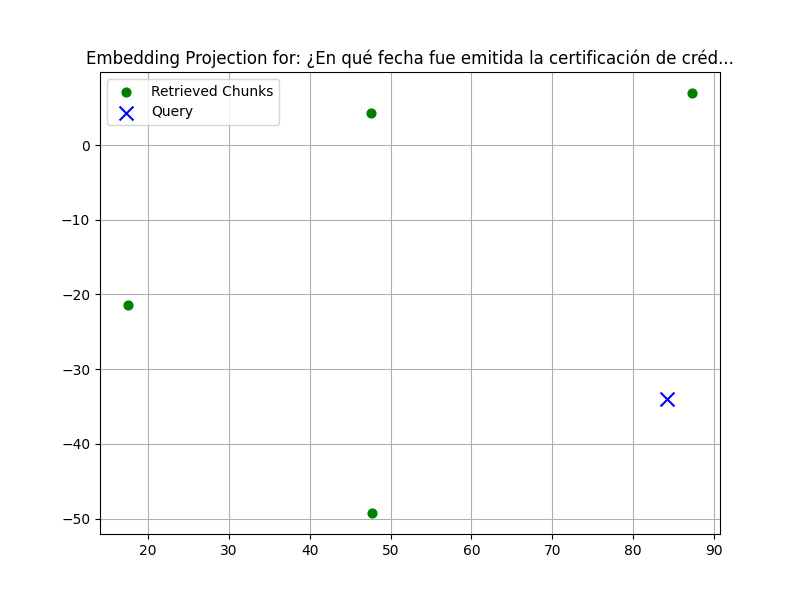 Embedding Projection for: ¿En qué fecha fue emitida la certificación de créd...
Retrieved Chunks
Query
0
−10
−20
−30
−40
−50
20 30 40 50 60 70 80 90